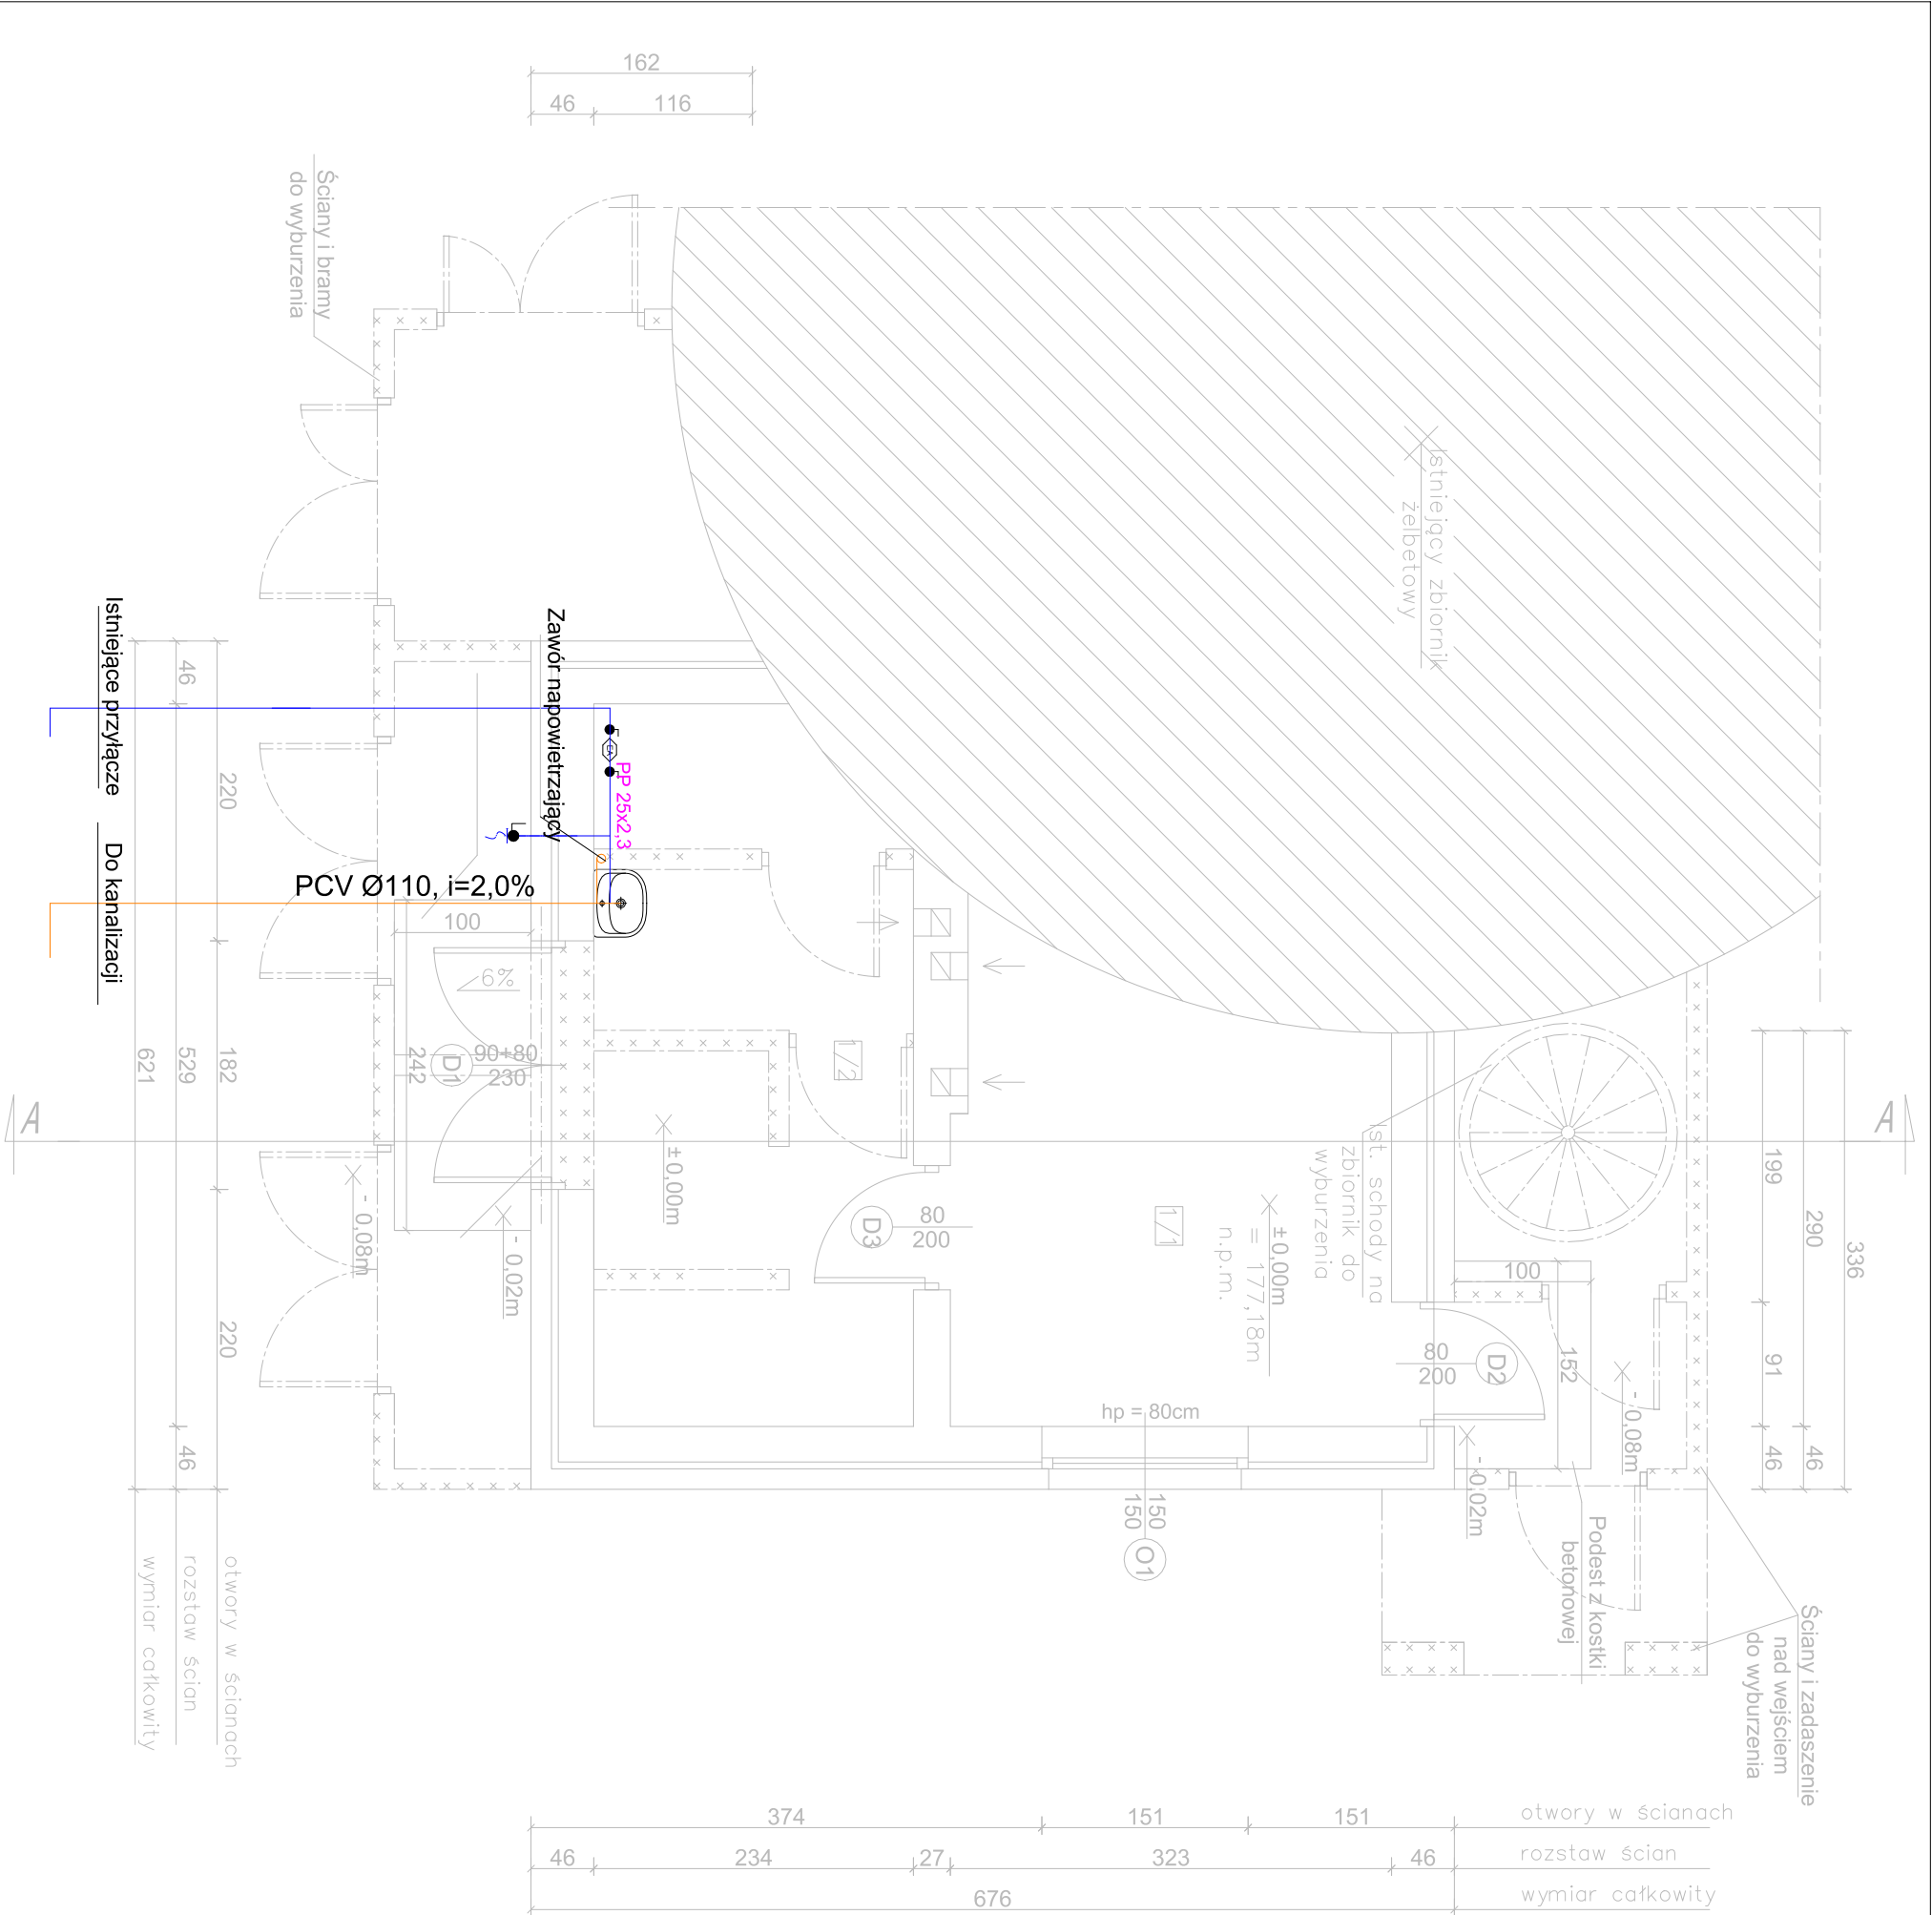 162
46
116
Ściany i bramy
do wyburzenia
Istniejący zbiornik
żelbetowy
Istniejące przyłącze
Do kanalizacji
Zawór napowietrzający
PP 25x2,3
EA
PCV Ø110, i=2,0%
46
220
529
182
621
220
46
100
6%
242
D1
90+80
230
1/2
±0,00m
- 0,08m
- 0,02m
D3
80
200
1/1
±0,00m
= 177,18m
n.p.m.
Ist. schody na
zbiornik do
wyburzenia
A
A
199
290
336
100
152
91
46
46
D2
80
200
- 0,08m
- 0,02m
hp = 80cm
150
150
O1
Podest z kostki
betonowej
Ściany i zadaszenie
nad wejściem
do wyburzenia
otwory w ścianach
rozstaw ścian
wymiar całkowity
374
151
151
otwory w ścianach
46
234
27
323
46
rozstaw ścian
676
wymiar całkowity